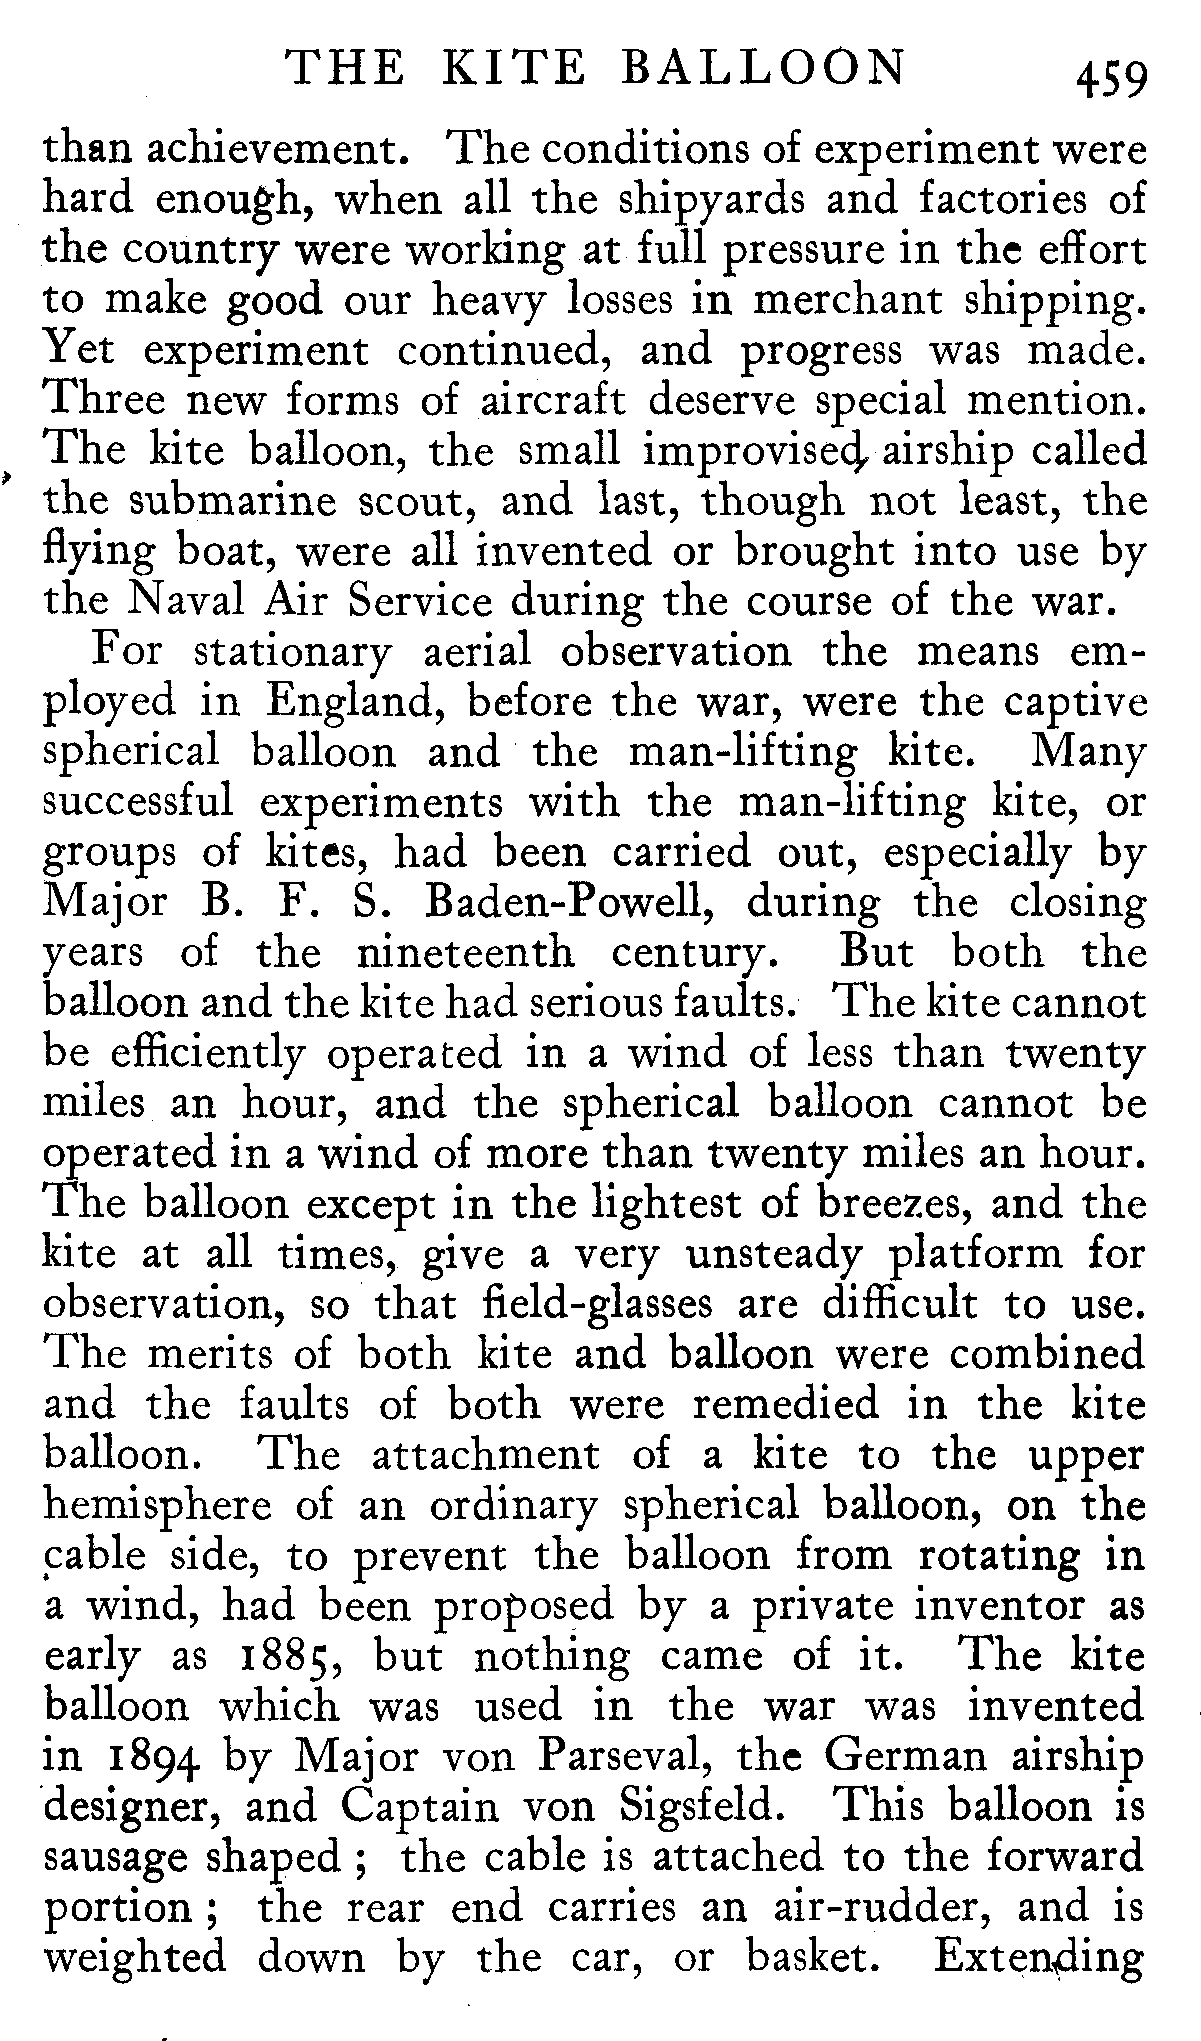 THE KITE BALLOON 459
than achievement. The conditions of experiment were
hard enough, when all the shipyards and factories of
the country were working at full pressure in the effort
to make good our heavy losses in merchant shipping.
Yet experiment continued, and progress was made.
Three new forms of aircraft deserve special mention.
The kite balloon, the small improvised airship called
the submarine scout, and last, though not least, the
flying boat, were all invented or brought into use by
the Naval Air Service during the course of the war.
For stationary aerial observation the means em-
ployed in England, before the war, were the captive
spherical balloon and the man-lifting kite. Many
successful experiments with the man-lifting kite, or
groups of kites, had been carried out, especially by
Major B. F. S. Baden-Powell, during the closing
years of the nineteenth century. But both the
balloon and the kite had serious faults. The kite cannot
be efficiently operated in a wind of less than twenty
miles an hour, and the spherical balloon cannot be
operated in a wind of more than twenty miles an hour.
The balloon except in the lightest of breezes, and the
kite at all times, give a very unsteady platform for
observation, so that field-glasses are difficult to use.
The merits of both kite and balloon were combined
and the faults of both were remedied in the kite
balloon. The attachment of a kite to the upper
hemisphere of an ordinary spherical balloon, on the
cable side, to prevent the balloon from rotating in
a wind, had been proposed by a private inventor as
early as 1885, but nothing came of it. The kite
balloon which was used in the war was invented
in 1894 by Major von Parseval, the German airship
designer, and Captain von Sigsfeld. This balloon is
sausage shaped ; the cable is attached to the forward
portion ; the rear end carries an air-rudder, and is
weighted down by the car, or basket. Extending